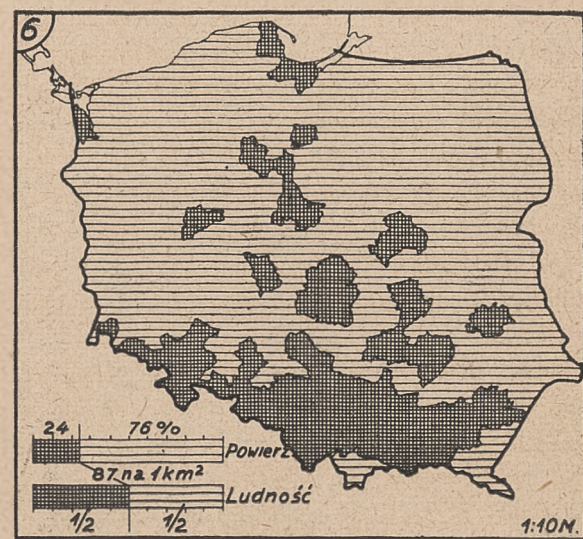 6
24 76%
Powierz.
87 na 1 km²
Ludność
1/2 1/2
1:10M.